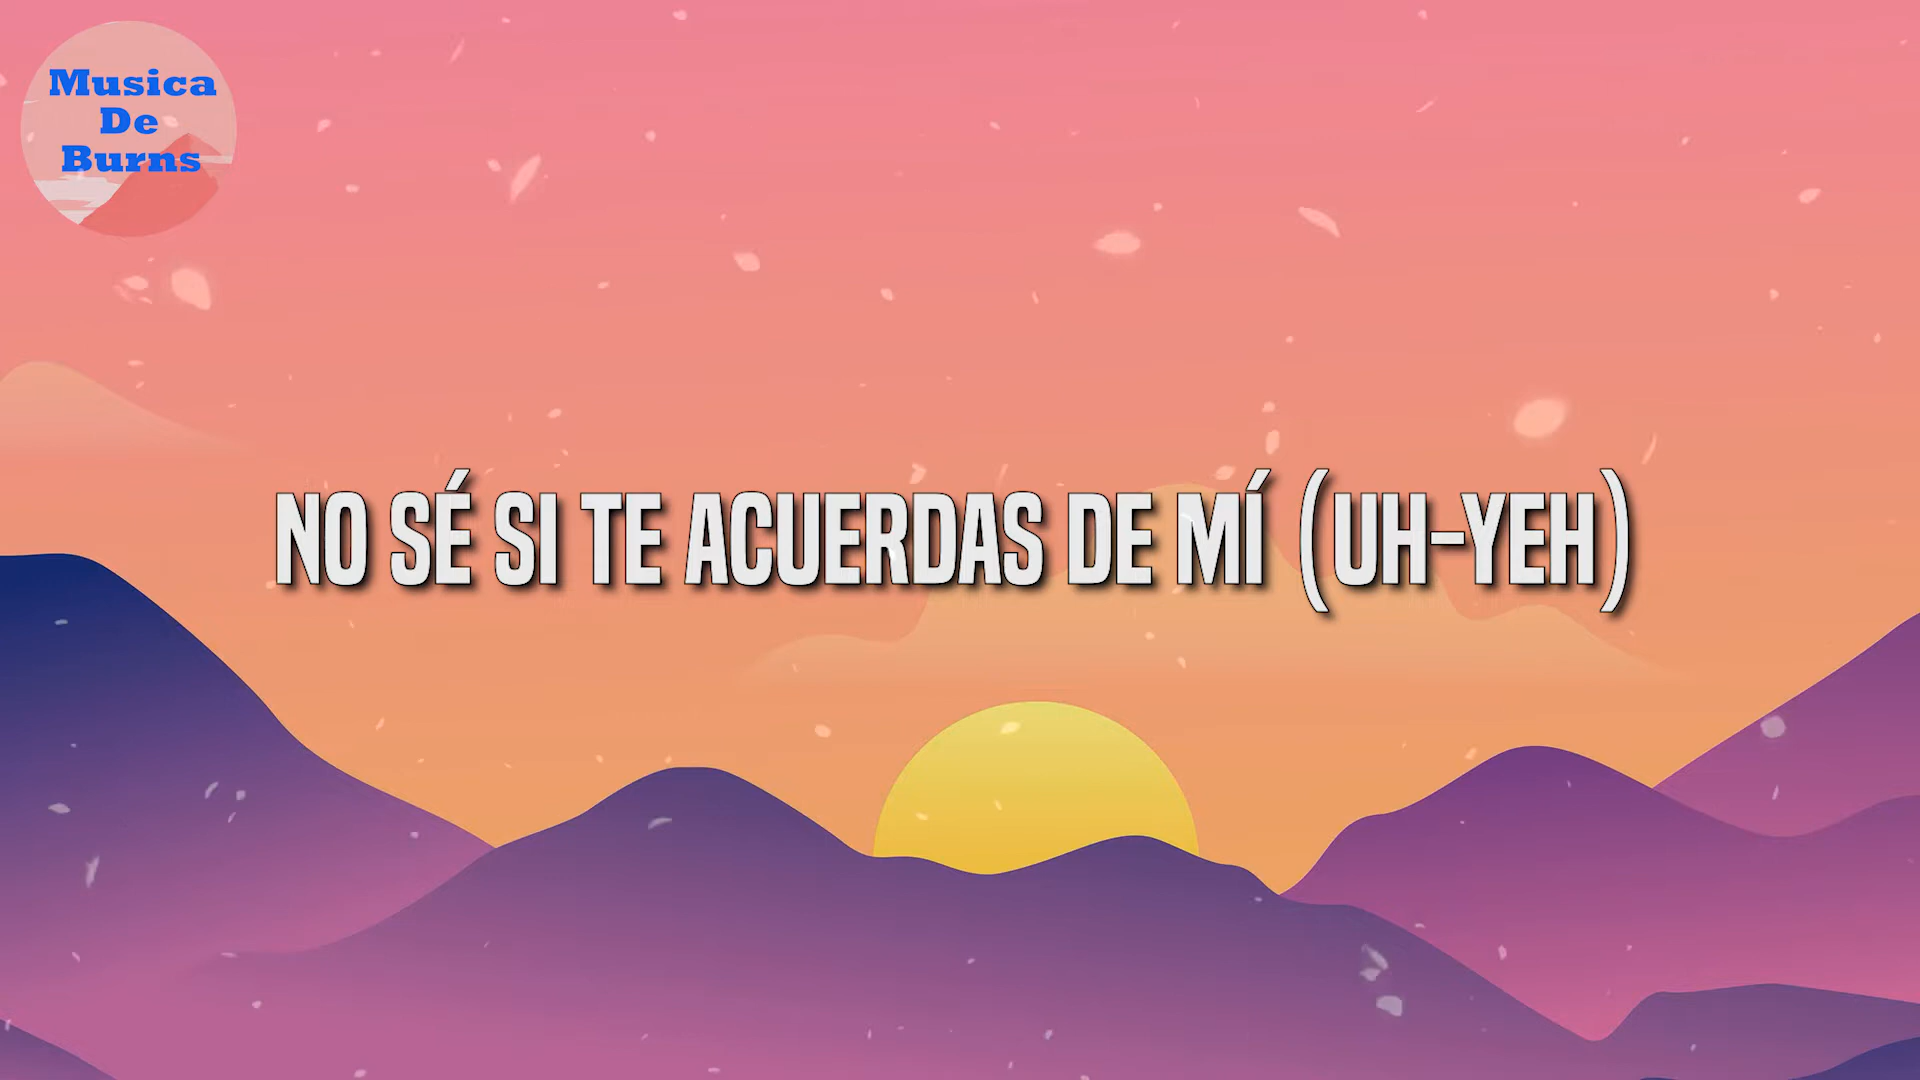 Musica
De
Burns
NO SÉ SI TE ACUERDAS DE MÍ (UH-YEH)